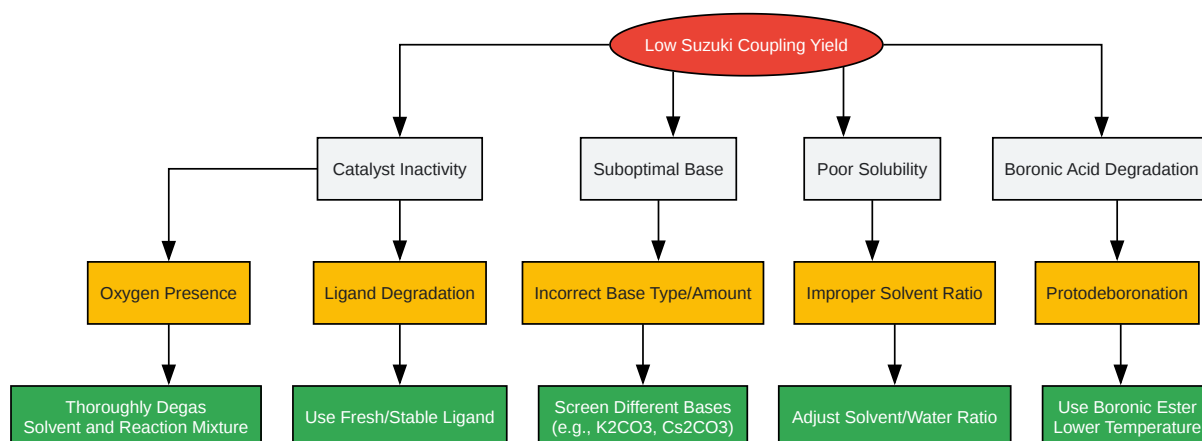 Low Suzuki Coupling Yield
Catalyst Inactivity
Suboptimal Base
Poor Solubility
Boronic Acid Degradation
Oxygen Presence
Ligand Degradation
Incorrect Base Type/Amount
Improper Solvent Ratio
Protodeboronation
Thoroughly Degas
Solvent and Reaction Mixture
Use Fresh/Stable Ligand
Screen Different Bases
(e.g., K2CO3, Cs2CO3)
Adjust Solvent/Water Ratio
Use Boronic Ester
Lower Temperature